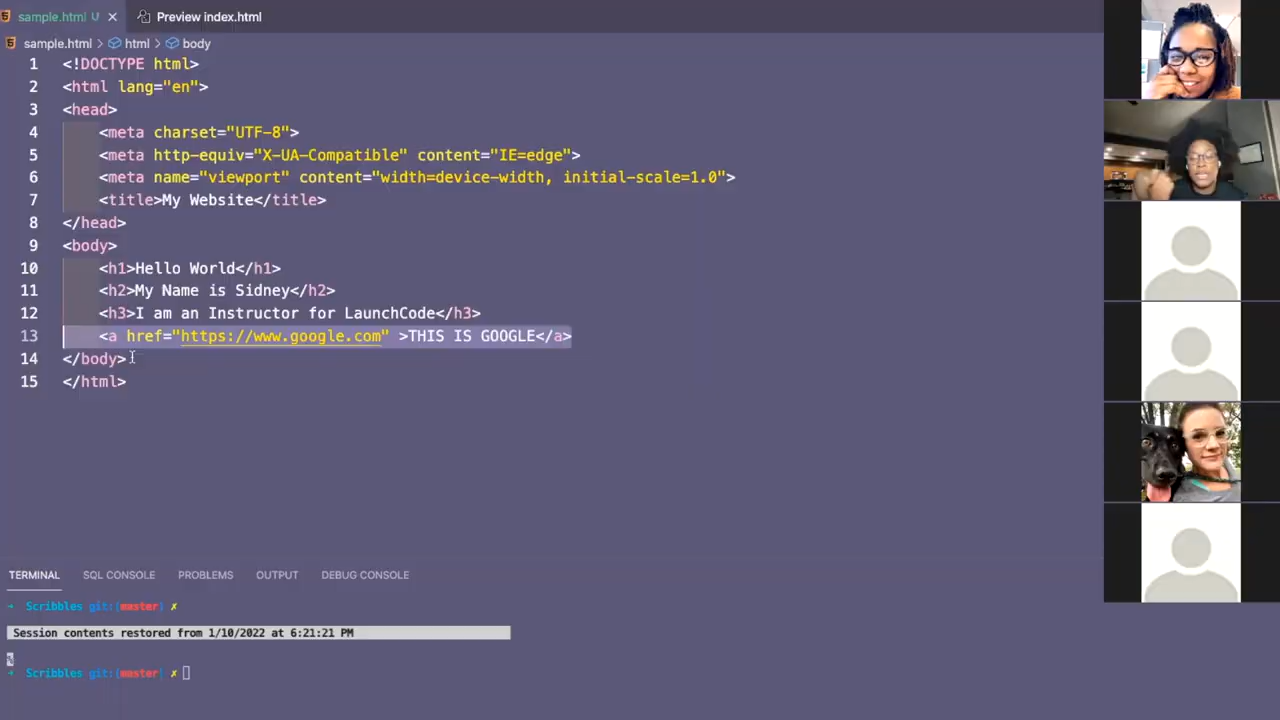 sample.html U Preview index.html
sample.html > html > body
1 <!DOCTYPE html>
2 <html lang="en">
3 <head>
4 <meta charset="UTF-8">
5 <meta http-equiv="X-UA-Compatible" content="IE=edge">
6 <meta name="viewport" content="width=device-width, initial-scale=1.0">
7 <title>My Website</title>
8 </head>
9 <body>
10 <h1>Hello World</h1>
11 <h2>My Name is Sidney</h2>
12 <h3>I am an Instructor for LaunchCode</h3>
13 <a href="https://www.google.com" >THIS IS GOOGLE</a>
14 </body>
15 </html>
TERMINAL SQL CONSOLE PROBLEMS OUTPUT DEBUG CONSOLE
→ Scribbles git:(master) ✗
Session contents restored from 1/10/2022 at 6:21:21 PM
%
→ Scribbles git:(master) ✗